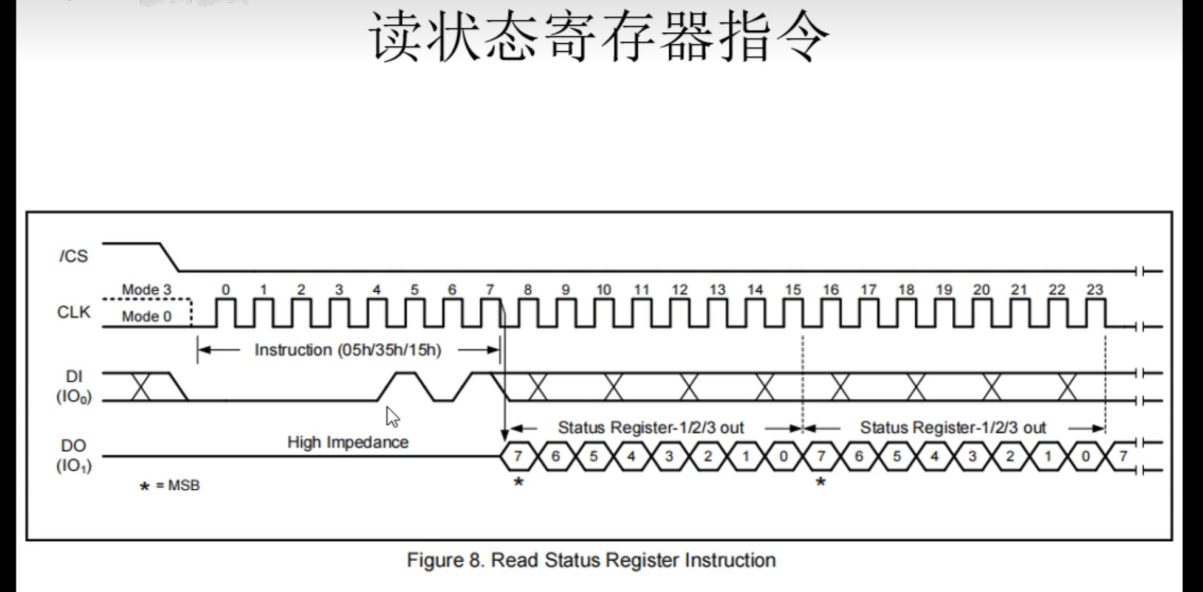 读状态寄存器指令
/CS
Mode 3
0 1 2 3 4 5 6 7 8 9 10 11 12 13 14 15 16 17 18 19 20 21 22 23
CLK
Mode 0
Instruction (05h/35h/15h)
DI
(IO₀)
Status Register-1/2/3 out Status Register-1/2/3 out
High Impedance
DO
(IO₁)
7 6 5 4 3 2 1 0 7 6 5 4 3 2 1 0 7
* *
* = MSB
Figure 8. Read Status Register Instruction